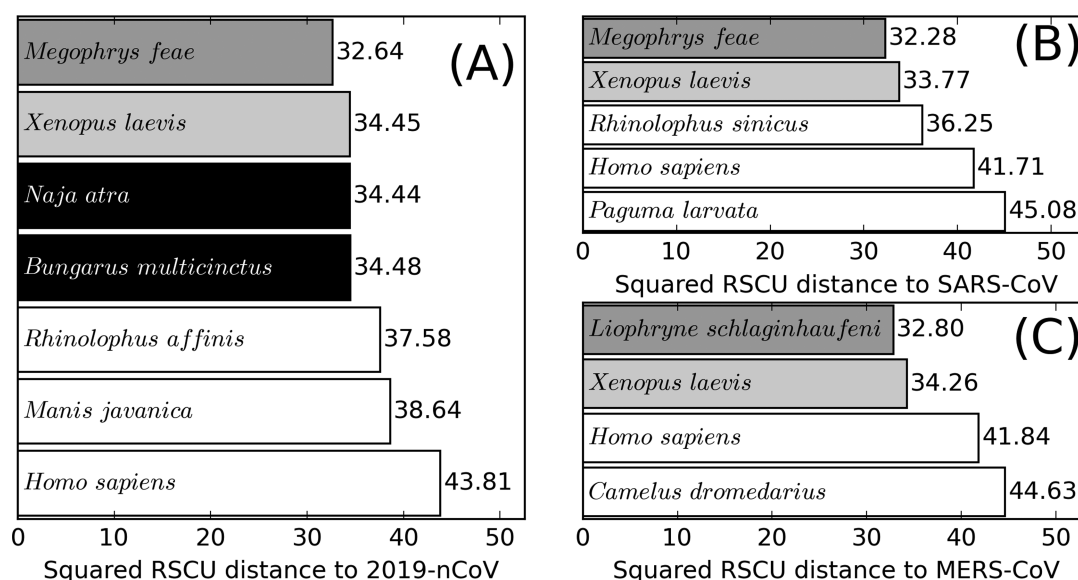 Megophrys feae 32.64
(A)
Xenopus laevis 34.45
Naja atra 34.44
Bungarus multicinctus 34.48
Rhinolophus affinis 37.58
Manis javanica 38.64
Homo sapiens 43.81
0 10 20 30 40 50
Squared RSCU distance to 2019-nCoV
Megophrys feae 32.28
(B)
Xenopus laevis 33.77
Rhinolophus sinicus 36.25
Homo sapiens 41.71
Paguma larvata 45.08
0 10 20 30 40 50
Squared RSCU distance to SARS-CoV
Liophryne schlaginhaufeni 32.80
(C)
Xenopus laevis 34.26
Homo sapiens 41.84
Camelus dromedarius 44.63
0 10 20 30 40 50
Squared RSCU distance to MERS-CoV